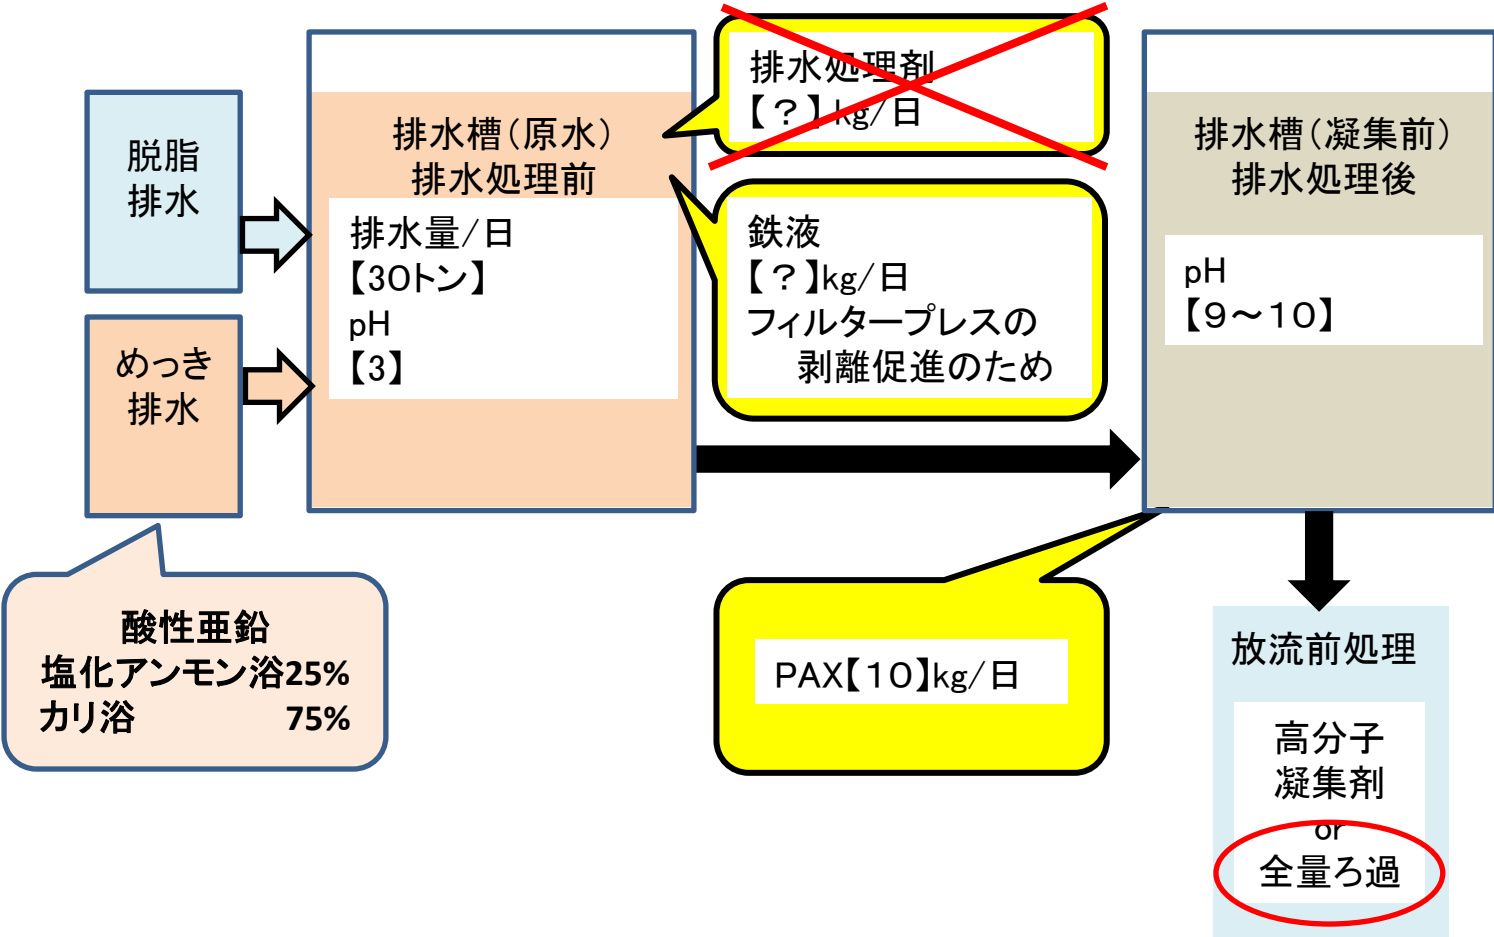 脱脂
排水
めっき
排水
酸性亜鉛
塩化アンモン浴25%
カリ浴 75%
排水槽(原水)
排水処理前
排水量/日
【30トン】
pH
【3】
排水処理剤
【?】kg/日
鉄液
【?】kg/日
フィルタープレスの
剥離促進のため
PAX【10】kg/日
排水槽(凝集前)
排水処理後
pH
【9~10】
放流前処理
高分子
凝集剤
or
全量ろ過